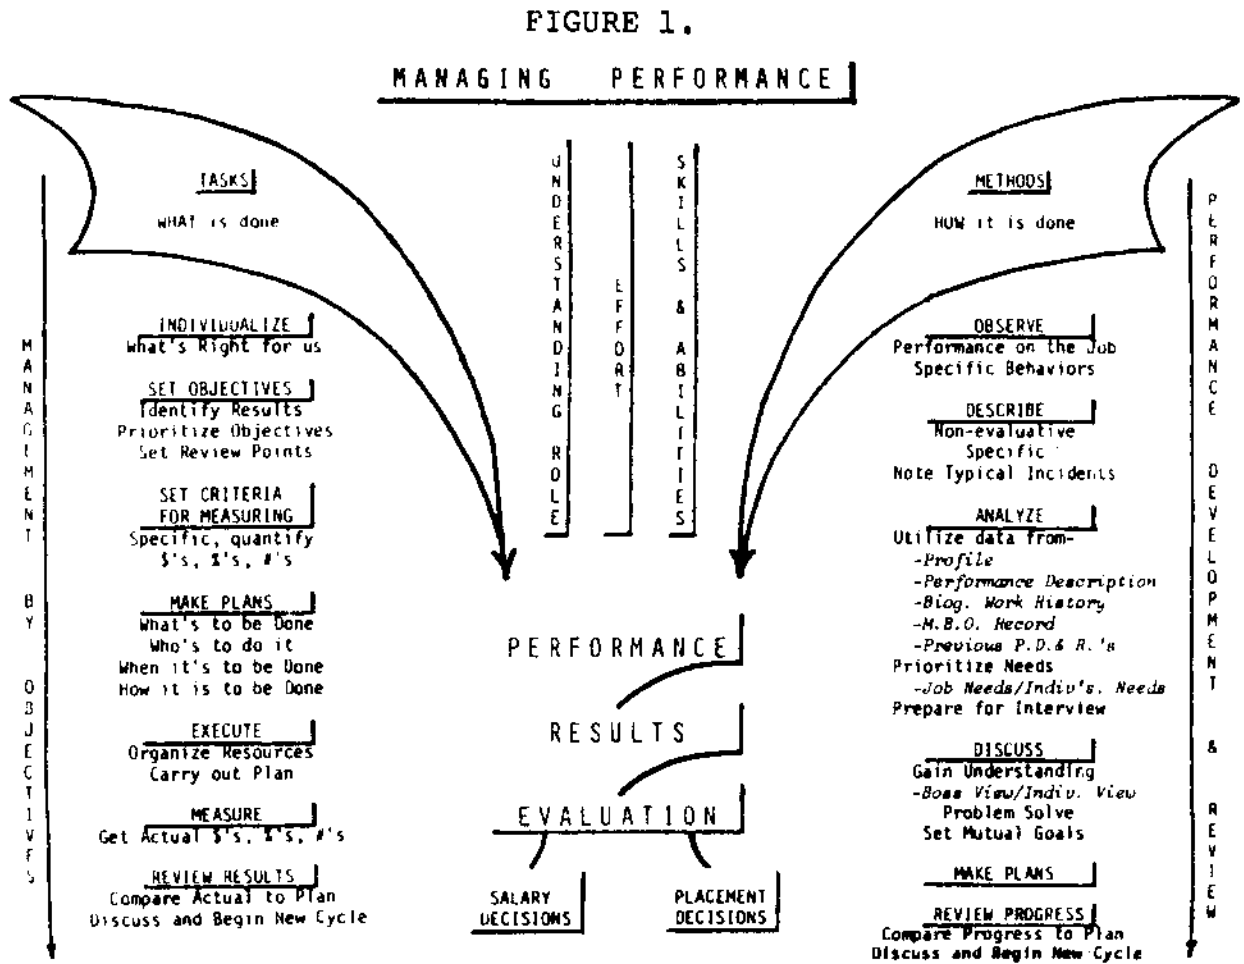 FIGURE 1.
MANAGING PERFORMANCE
TASKS
WHAT is done
MANAGEMENT BY OBJECTIVES
INDIVIDUALIZE
What's Right for us
SET OBJECTIVES
Identify Results
Prioritize Objectives
Set Review Points
SET CRITERIA
FOR MEASURING
Specific, quantify
$'s, %'s, #'s
MAKE PLANS
What's to be Done
Who's to do it
When it's to be Done
How it is to be Done
EXECUTE
Organize Resources
Carry out Plan
MEASURE
Get Actual $'s, %'s, #'s
REVIEW RESULTS
Compare Actual to Plan
Discuss and Begin New Cycle
UNDERSTANDING ROLE
EFFORT
SKILLS & ABILITIES
PERFORMANCE
RESULTS
EVALUATION
SALARY
DECISIONS
PLACEMENT
DECISIONS
METHODS
HOW it is done
OBSERVE
Performance on the Job
Specific Behaviors
DESCRIBE
Non-evaluative
Specific
Note Typical Incidents
ANALYZE
Utilize data from-
-Profile
-Performance Description
-Biog. Work History
-M.B.O. Record
-Previous P.D.& R.'s
Prioritize Needs
-Job Needs/Indiv's. Needs
Prepare for Interview
DISCUSS
Gain Understanding
-Boss View/Indiv. View
Problem Solve
Set Mutual Goals
MAKE PLANS
REVIEW PROGRESS
Compare Progress to Plan
Discuss and Begin New Cycle
PERFORMANCE DEVELOPMENT & REVIEW